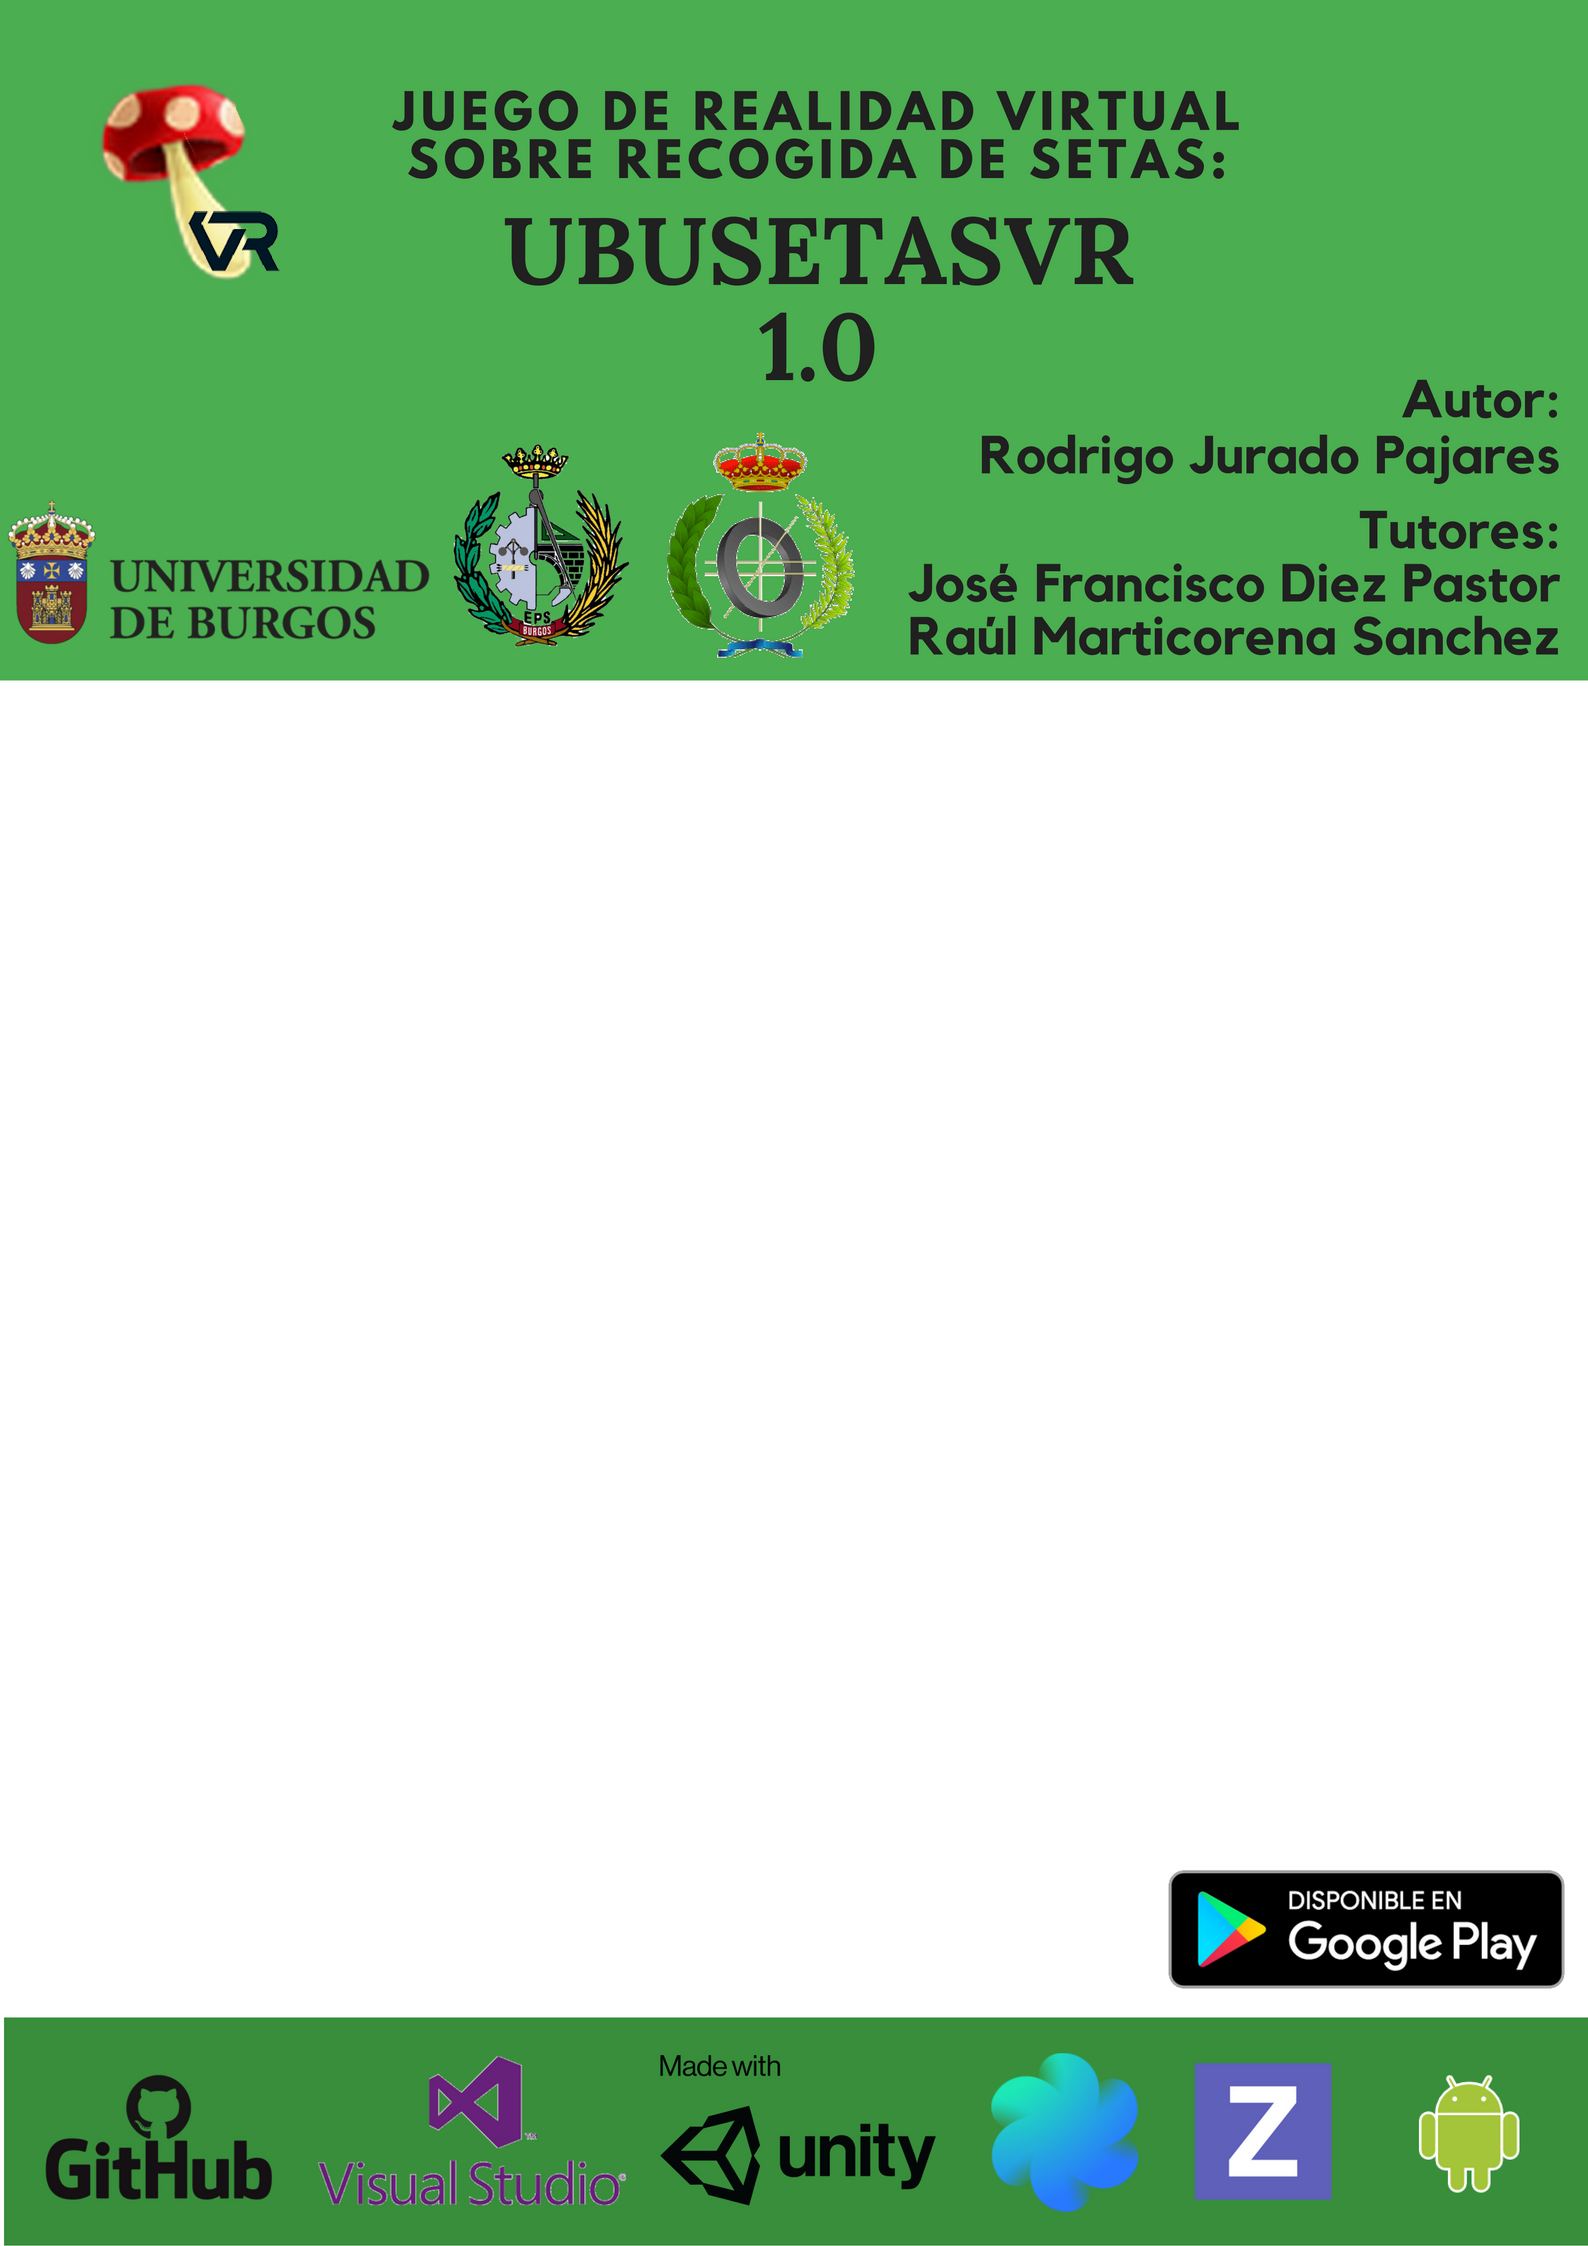 JUEGO DE REALIDAD VIRTUAL
SOBRE RECOGIDA DE SETAS:
VR
UBUSETASVR
1.0
Autor:
Rodrigo Jurado Pajares
Tutores:
José Francisco Diez Pastor
Raúl Marticorena Sanchez
UNIVERSIDAD
DE BURGOS
EPS
BURGOS
DISPONIBLE EN
Google Play
GitHub
Visual Studio®
TM
Made with
unity
Z